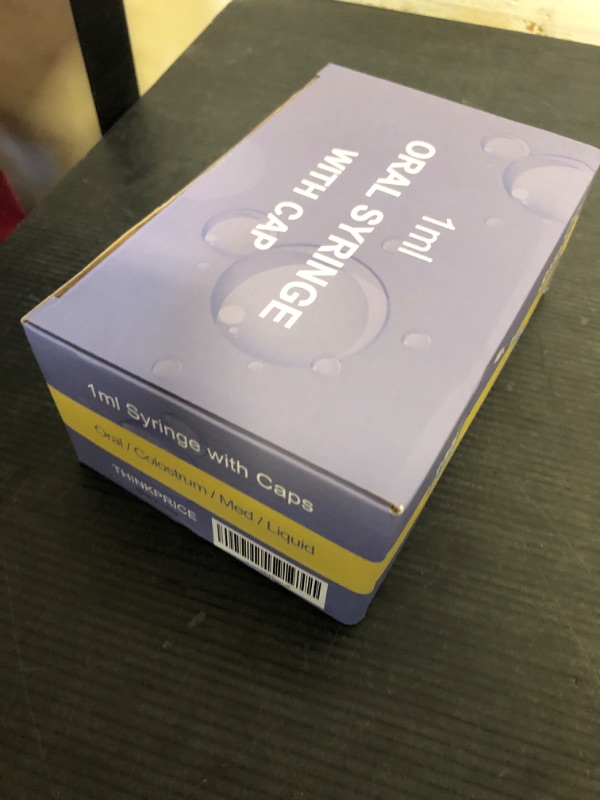 1ml
ORAL SYRINGE
WITH CAP
1ml Syringe with Caps
Oral / Colostrum / Med / Liquid
THINKPRICE